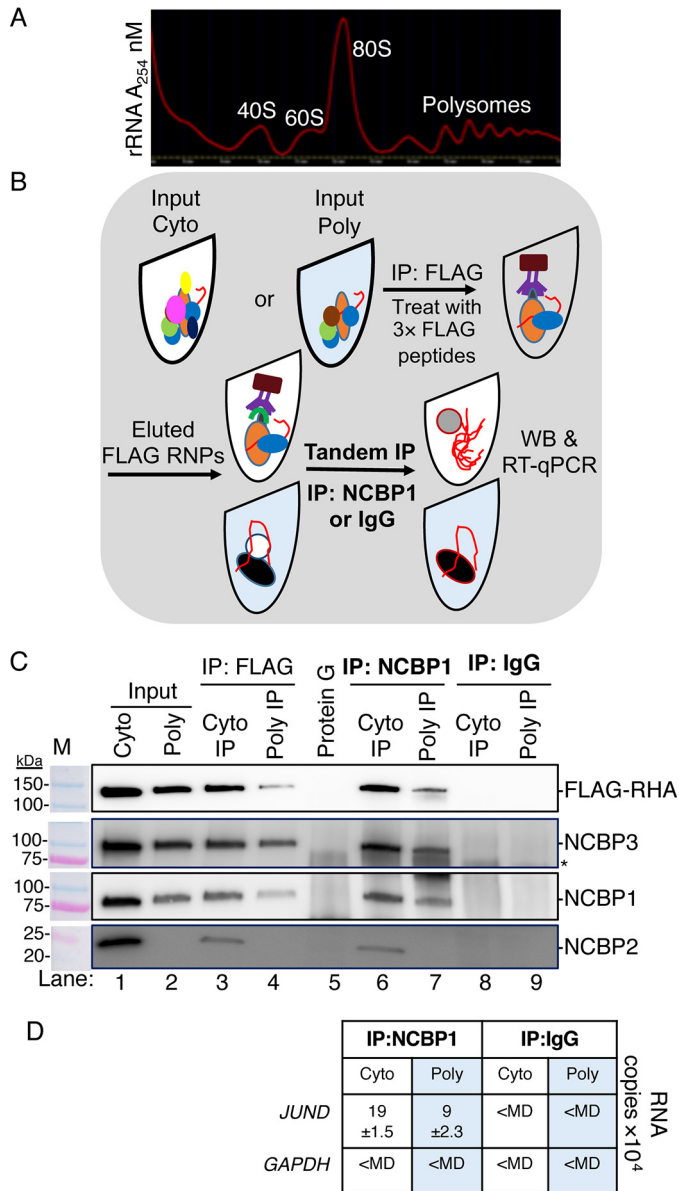 A
rRNA A254 nM
40S
60S
80S
Polysomes
B
Input
Cyto
or
Input
Poly
IP: FLAG
Treat with
3× FLAG
peptides
Eluted
FLAG RNPs
Tandem IP
IP: NCBP1
or IgG
WB &
RT-qPCR
C
IP: FLAG
IP: NCBP1
IP: IgG
Input
Cyto
Poly
Cyto
IP
Poly IP
Protein G
Cyto
IP
Poly IP
Cyto
IP
Poly IP
kDa
M
150-
100-
-FLAG-RHA
100-
75-
-NCBP3
*
100-
75-
-NCBP1
25-
20-
-NCBP2
Lane: 1 2 3 4 5 6 7 8 9
D
IP:NCBP1 IP:IgG
Cyto Poly Cyto Poly
JUND 19 ±1.5 9 ±2.3 <MD <MD
GAPDH <MD <MD <MD <MD
RNA
copies ×10⁴